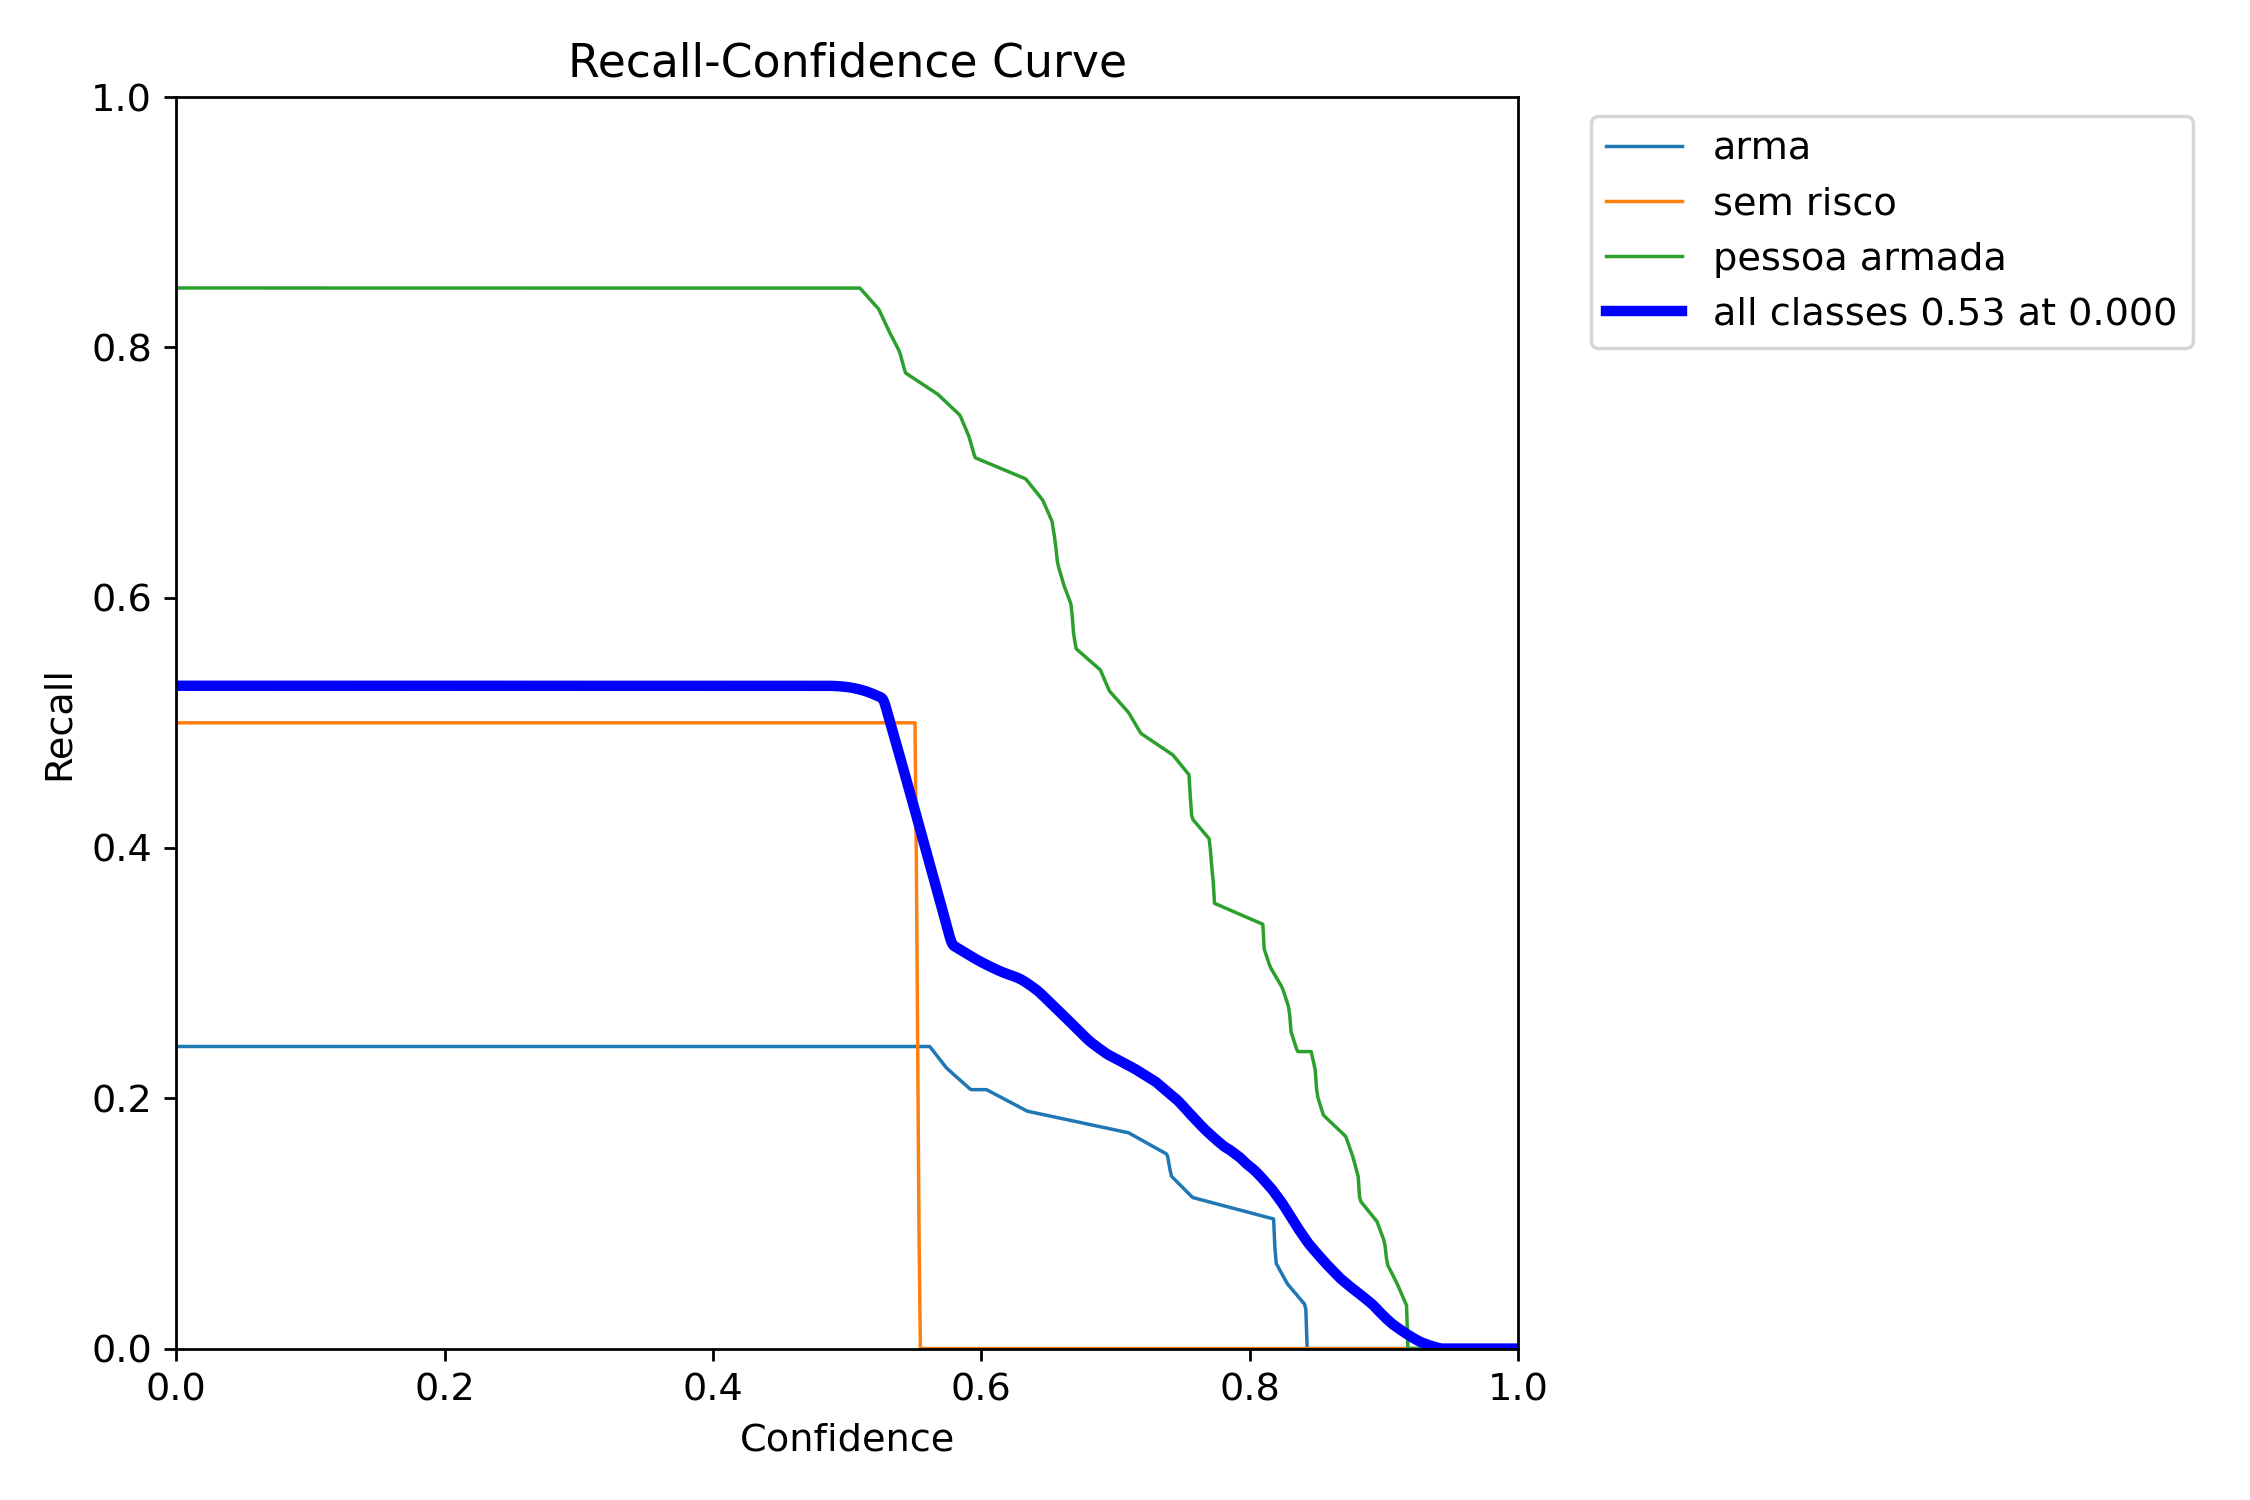 Recall-Confidence Curve
1.0
0.8
0.6
0.4
0.2
0.0
Recall
0.0 0.2 0.4 0.6 0.8 1.0
Confidence
arma
sem risco
pessoa armada
all classes 0.53 at 0.000